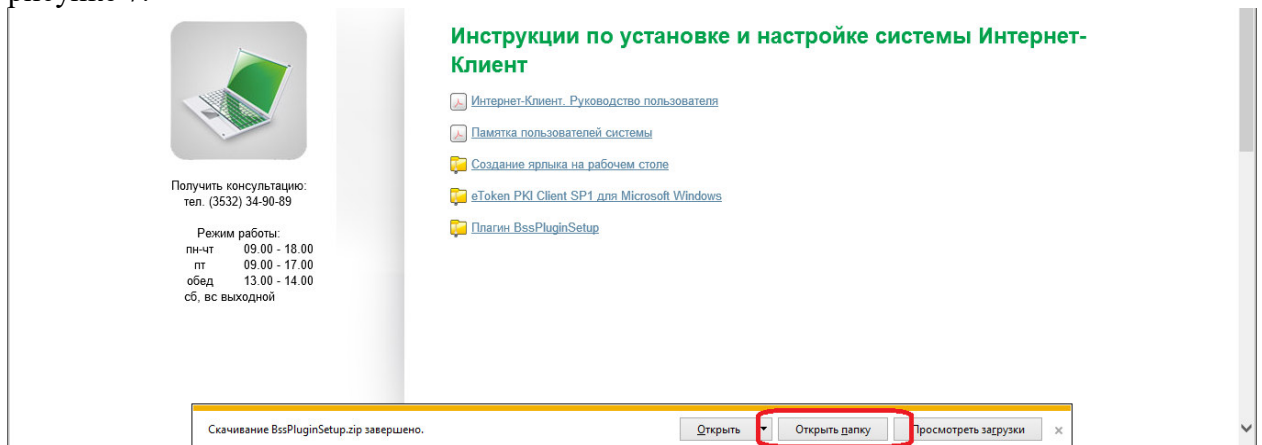 рисунке 7.
Инструкции по установке и настройке системы Интернет-
Клиент
Интернет-Клиент. Руководство пользователя
Памятка пользователей системы
Создание ярлыка на рабочем столе
eToken PKI Client SP1 для Microsoft Windows
Плагин BssPluginSetup
Получить консультацию:
тел. (3532) 34-90-89
Режим работы:
пн-чт 09.00 - 18.00
пт 09.00 - 17.00
обед 13.00 - 14.00
сб, вс выходной
Скачивание BssPluginSetup.zip завершено. Открыть Открыть папку Просмотреть загрузки ×